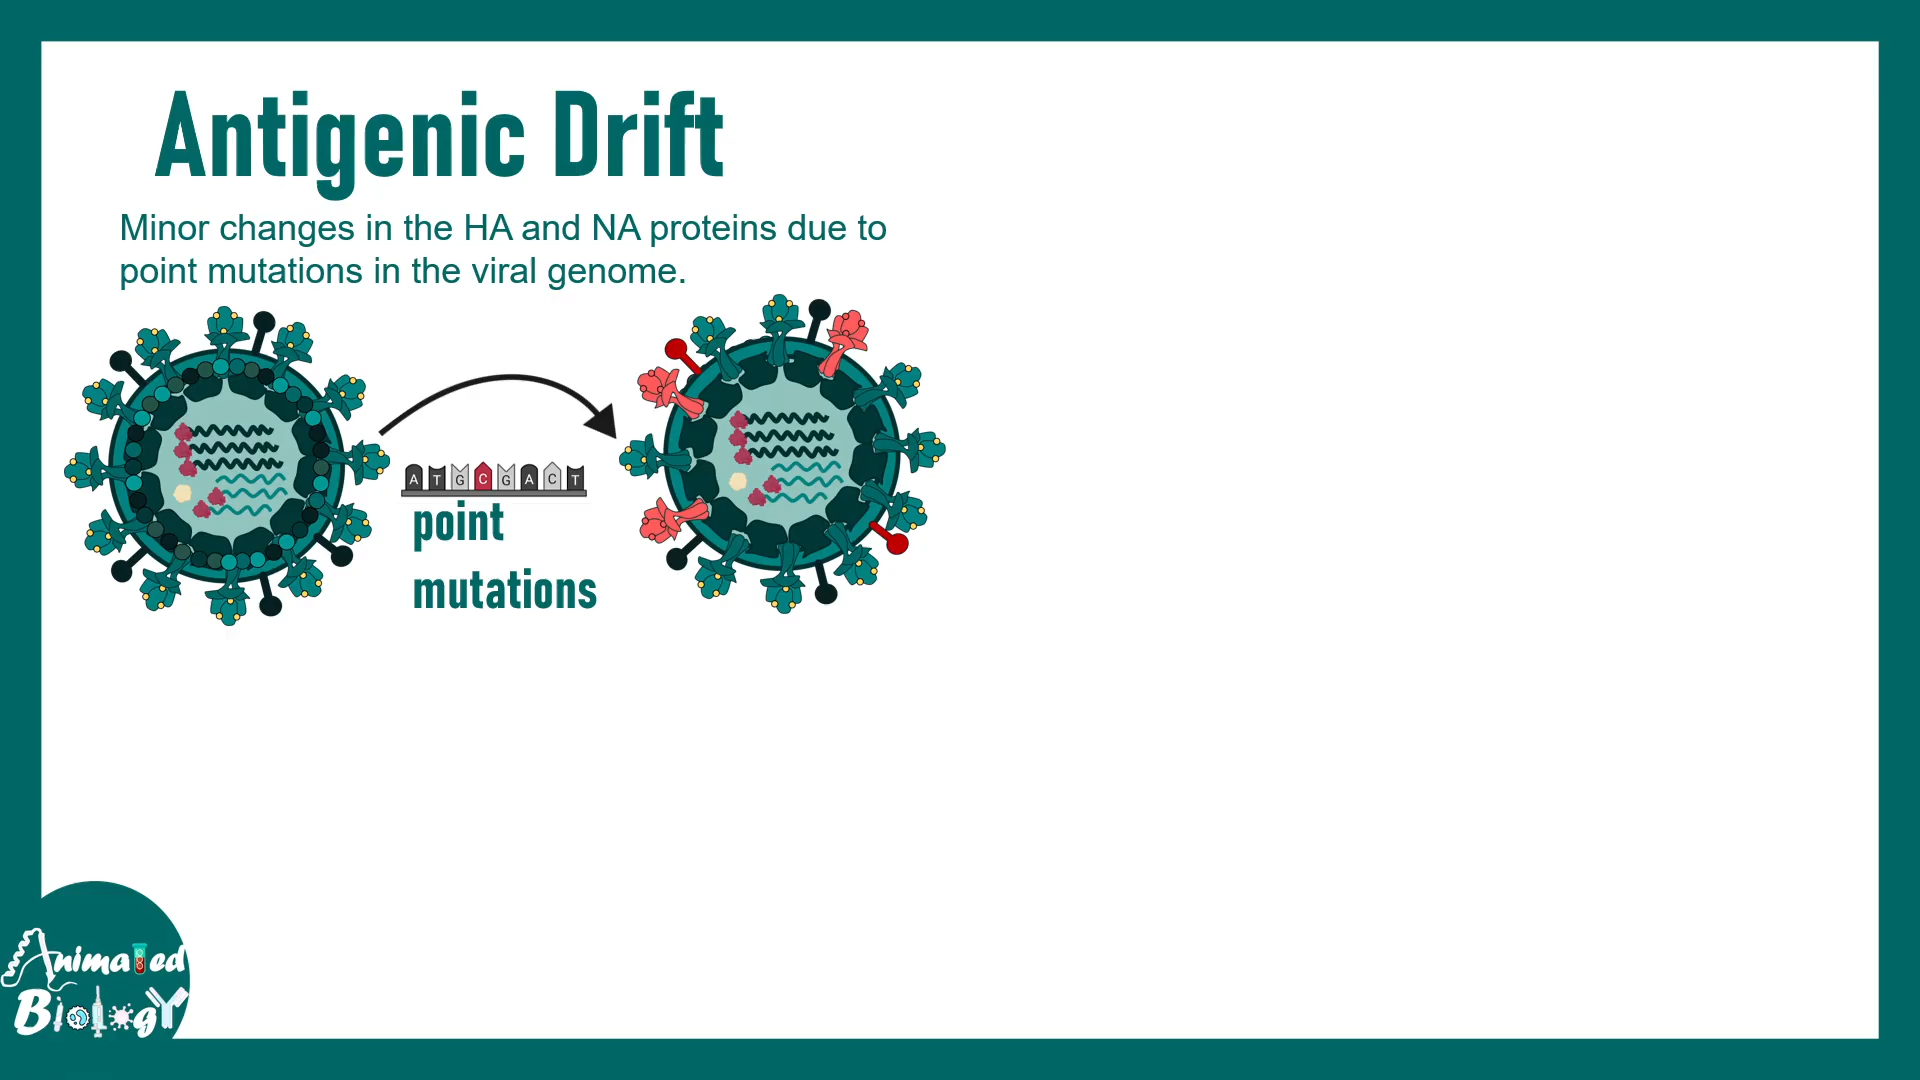 Antigenic Drift
Minor changes in the HA and NA proteins due to
point mutations in the viral genome.
A T G C G A C T
point
mutations
Animated
Biology